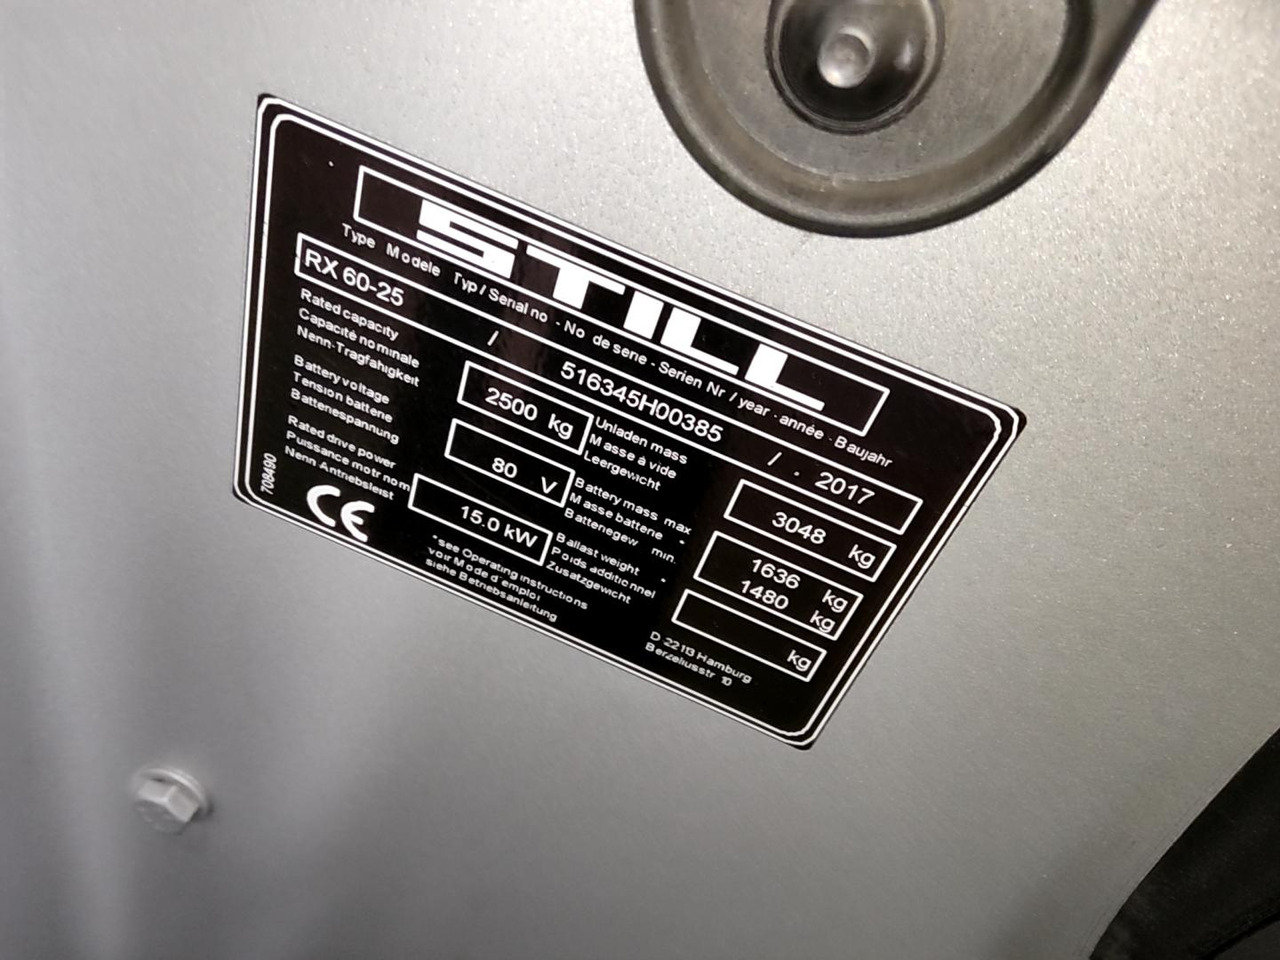 STILL
Type Modele Typ / Serial no - No de serie - Serien Nr / year - année - Baujahr
RX 60-25 / 516345H00385 / . 2017
Rated capacity
Capacité nominale
Nenn-Tragfähigkeit
2500 kg
Unladen mass
Masse à vide
Leergewicht
3048 kg
Battery voltage
Tension batterie
Batteriespannung
80 V
Battery mass max
Masse batterie *
Batteriegew min.
1636 kg
1480 kg
Rated drive power
Puissance motr nom
Nenn Antriebsleist
15.0 kW
Ballast weight *
Poids additionnel
Zusatzgewicht
kg
CE
*see Operating instructions
voir Mode d'emploi
siehe Betriebsanleitung
D 22113 Hamburg
Berzeliusstr 10
708490